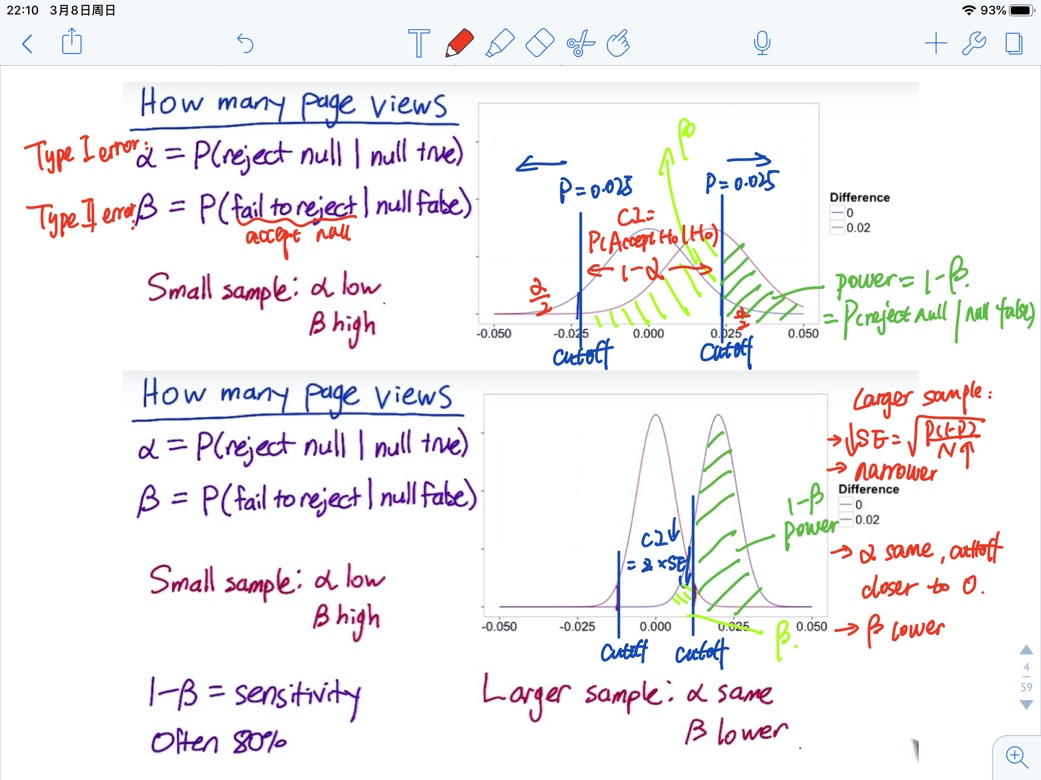 22:10 3月8日周日
93%
How many page views
Type I error:
α = P(reject null | null true)
Type II error:
β = P(fail to reject | null false)
accept null
Small sample: α low
β high
β
P=0.025
P=0.025
CI=
P(Accept H₀ | H₀)
1-α
α/2
α/2
-0.050
-0.025
0.000
0.025
0.050
cutoff
cutoff
Difference
0
0.02
power = 1-β.
= P(reject null | null false)
How many page views
α = P(reject null | null true)
β = P(fail to reject | null false)
Small sample: α low
β high
CI↓
= z × SE↓
-0.050
-0.025
0.000
0.025
0.050
cutoff
cutoff
β.
1-β
power
Larger sample:
→ ↓SE = √P(1-P)/N↑
→ narrower
Difference
0
0.02
→ α same, cuttoff
closer to 0.
→ β lower
1-β = sensitivity
Often 80%
Larger sample: α same
β lower
4
59